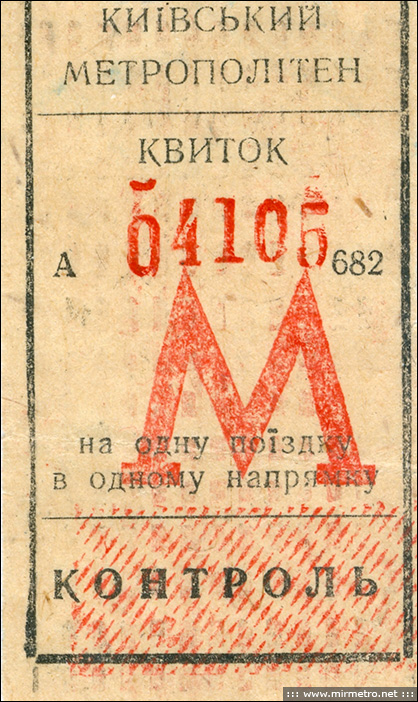 КИЇВСЬКИЙ
МЕТРОПОЛІТЕН
КВИТОК
А 04105 682
М
на одну поїздку
в одному напрямку
КОНТРОЛЬ
::: www.mirmetro.net :::